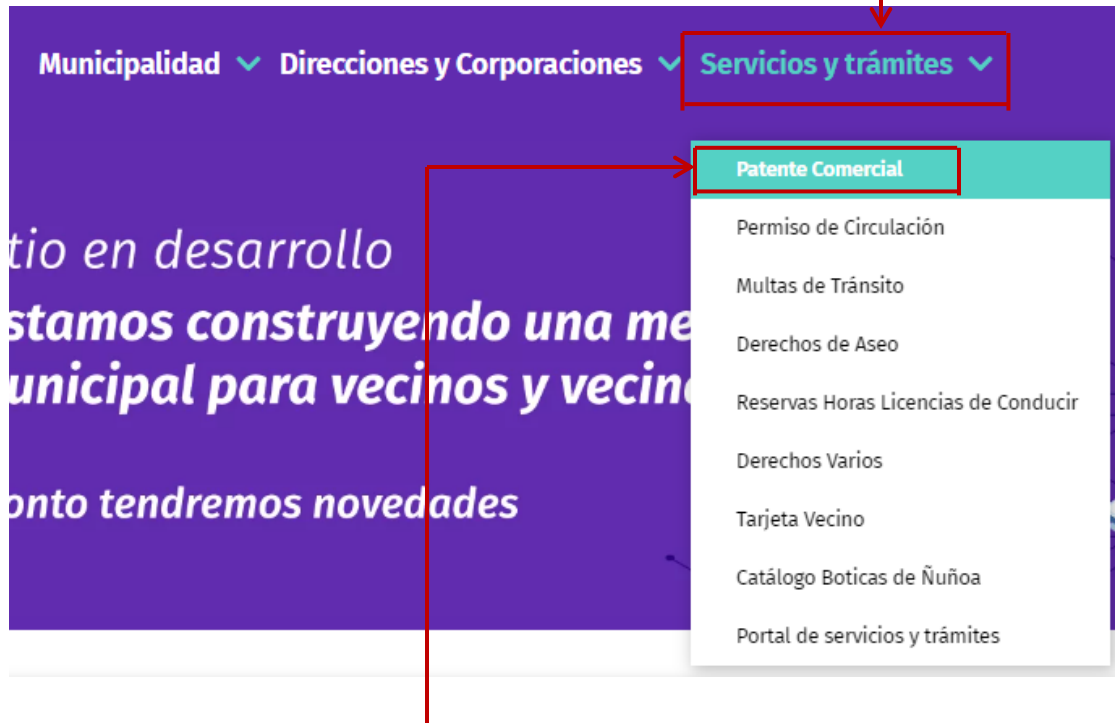 Municipalidad Direcciones y Corporaciones Servicios y trámites
Patente Comercial
Permiso de Circulación
Multas de Tránsito
Derechos de Aseo
Reservas Horas Licencias de Conducir
Derechos Varios
Tarjeta Vecino
Catálogo Boticas de Ñuñoa
Portal de servicios y trámites
tio en desarrollo
stamos construyendo una me
unicipal para vecinos y vecin
onto tendremos novedades